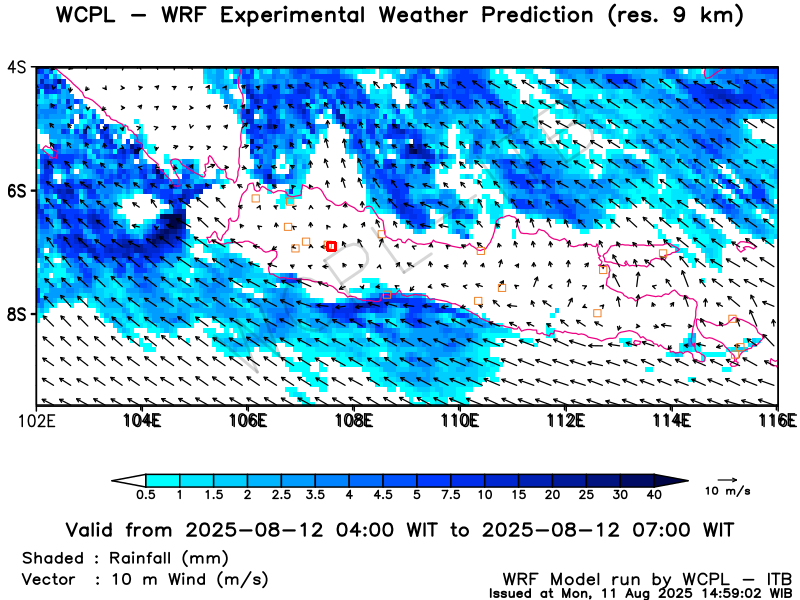 WCPL – WRF Experimental Weather Prediction (res. 9 km)
4S
6S
8S
102E 104E 106E 108E 110E 112E 114E 116E
0.5 1 1.5 2 2.5 3.5 4 4.5 5 7.5 10 15 20 25 30 40
10 m/s
Valid from 2025–08–12 04:00 WIT to 2025–08–12 07:00 WIT
Shaded : Rainfall (mm)
Vector : 10 m Wind (m/s)
WRF Model run by WCPL – ITB
Issued at Mon, 11 Aug 2025 14:59:02 WIB